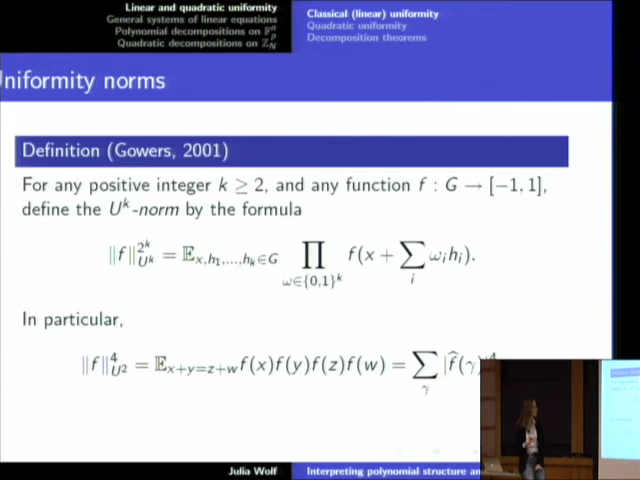 Linear and quadratic uniformity
General systems of linear equations
Polynomial decompositions on 𝔽ⁿₚ
Quadratic decompositions on ℤ_N
Classical (linear) uniformity
Quadratic uniformity
Decomposition theorems
Uniformity norms
Definition (Gowers, 2001)
For any positive integer k ≥ 2, and any function f : G → [−1, 1],
define the U^k-norm by the formula
‖f‖^{2^k}_{U^k} = 𝔼_{x,h_1,...,h_k∈G} ∏_{ω∈{0,1}^k} f(x + ∑_i ω_i h_i).
In particular,
‖f‖^4_{U^2} = 𝔼_{x+y=z+w} f(x)f(y)f(z)f(w) = ∑_γ |f̂(γ)|^4
Julia Wolf
Interpreting polynomial structure an